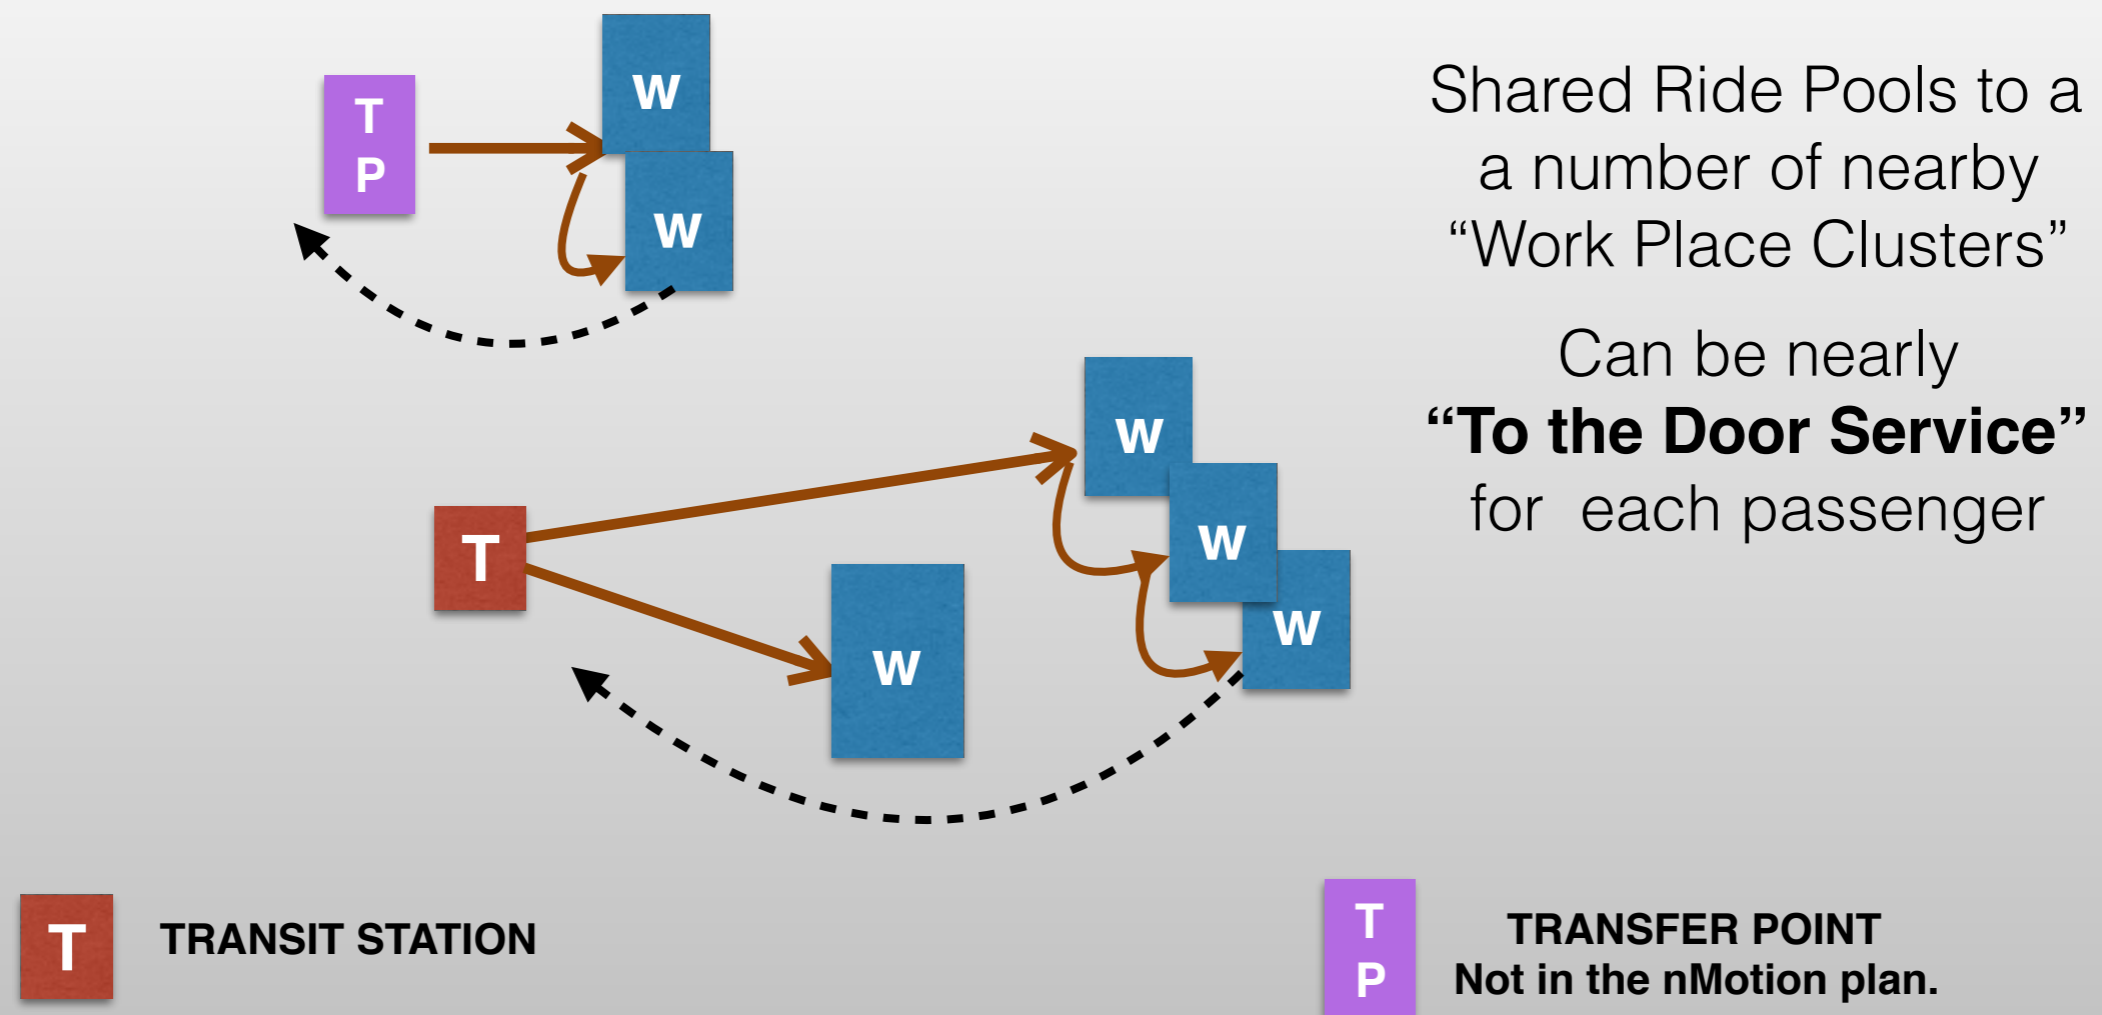 W
T
P
W
Shared Ride Pools to a
a number of nearby
“Work Place Clusters”
Can be nearly
“To the Door Service”
for each passenger
W
W
W
T
W
T
TRANSIT STATION
T
P
TRANSFER POINT
Not in the nMotion plan.